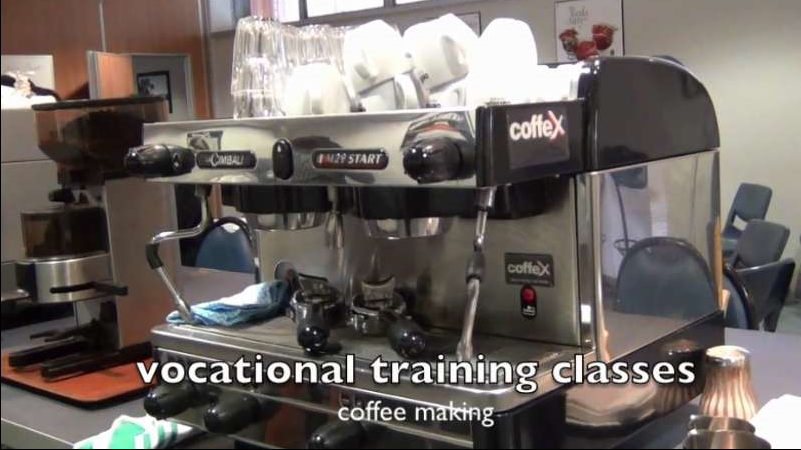 coffeX
CIMBALI
M29 START
coffeX
vocational training classes
coffee making